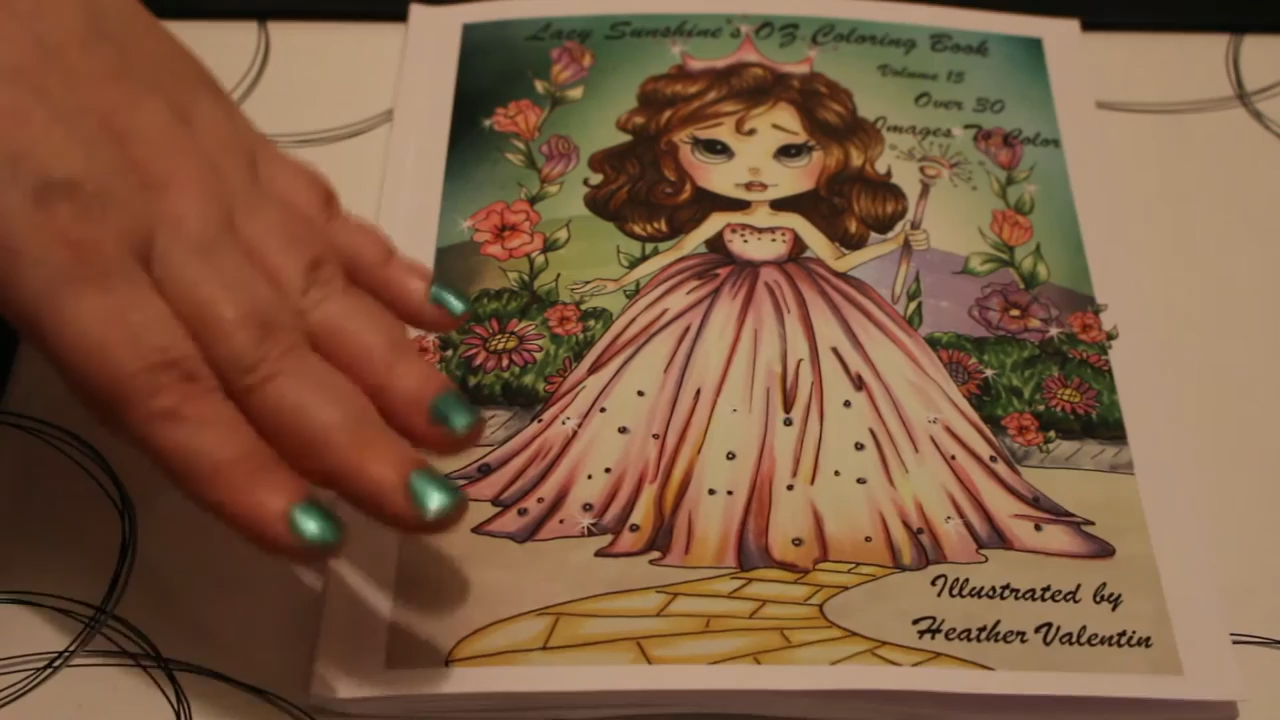 Lacy Sunshine's OZ Coloring Book
Volume 15
Over 30
Images To Color
Illustrated by
Heather Valentin